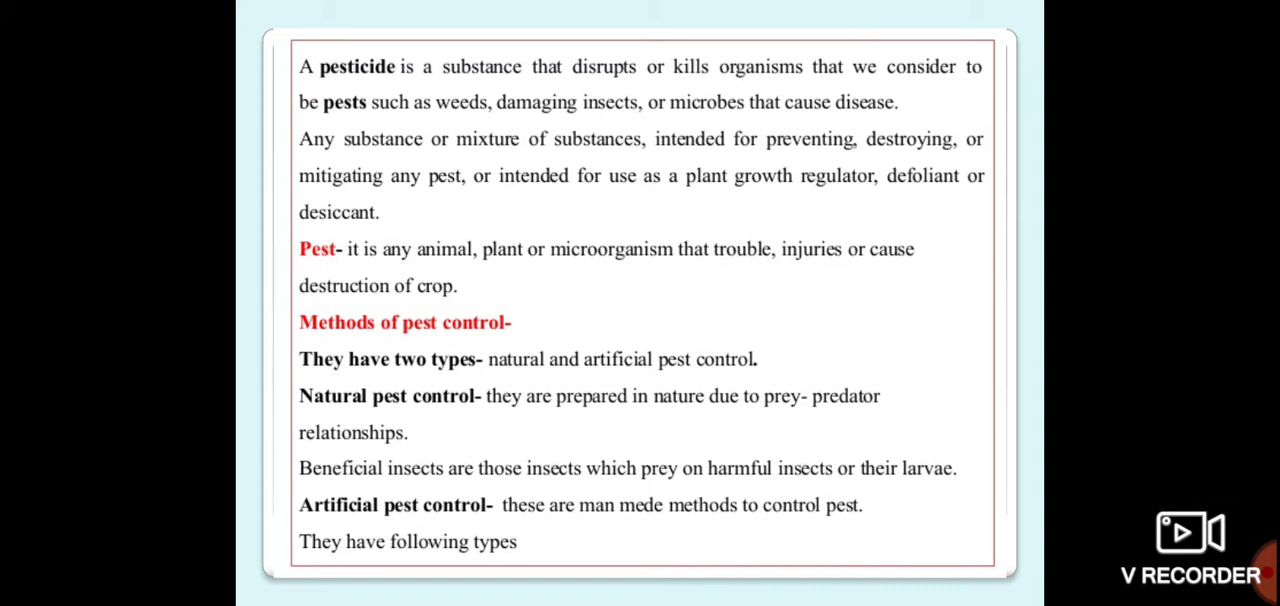 A pesticide is a substance that disrupts or kills organisms that we consider to
be pests such as weeds, damaging insects, or microbes that cause disease.
Any substance or mixture of substances, intended for preventing, destroying, or
mitigating any pest, or intended for use as a plant growth regulator, defoliant or
desiccant.
Pest- it is any animal, plant or microorganism that trouble, injuries or cause
destruction of crop.
Methods of pest control-
They have two types- natural and artificial pest control.
Natural pest control- they are prepared in nature due to prey- predator
relationships.
Beneficial insects are those insects which prey on harmful insects or their larvae.
Artificial pest control- these are man mede methods to control pest.
They have following types
V RECORDER